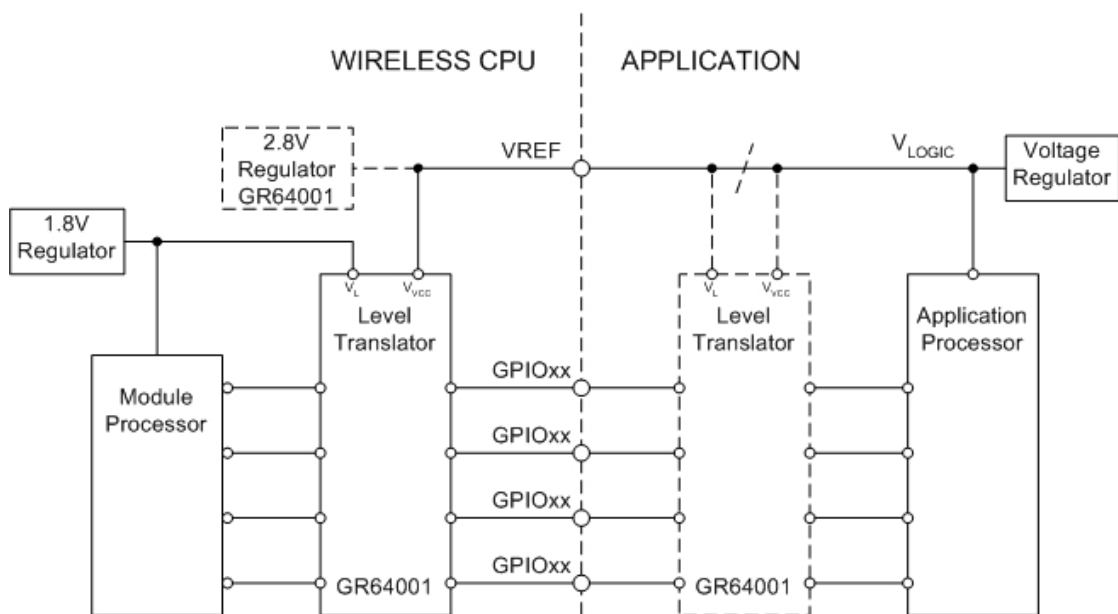 WIRELESS CPU
APPLICATION
2.8V
Regulator
GR64001
VREF
VLOGIC
Voltage
Regulator
1.8V
Regulator
VL
VVCC
Level
Translator
VL
VVCC
Level
Translator
Application
Processor
Module
Processor
GPIOxx
GPIOxx
GPIOxx
GPIOxx
GR64001
GR64001